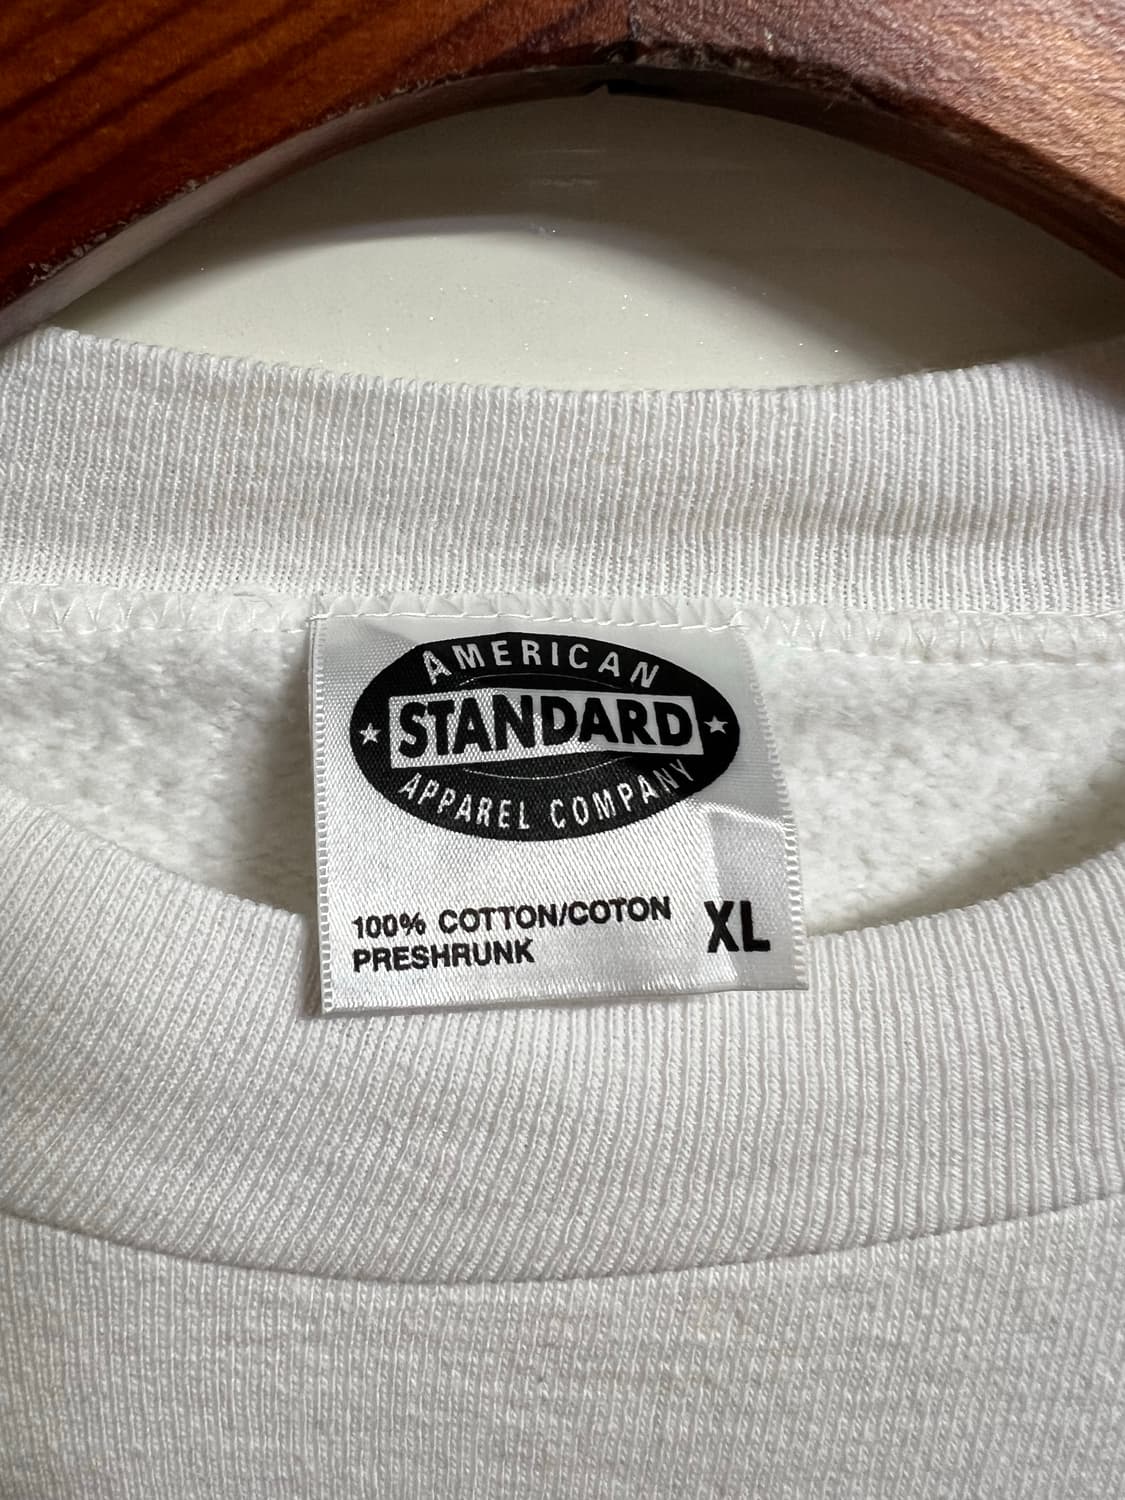 AMERICAN
STANDARD
APPAREL COMPANY
100% COTTON/COTON
PRESHRUNK
XL